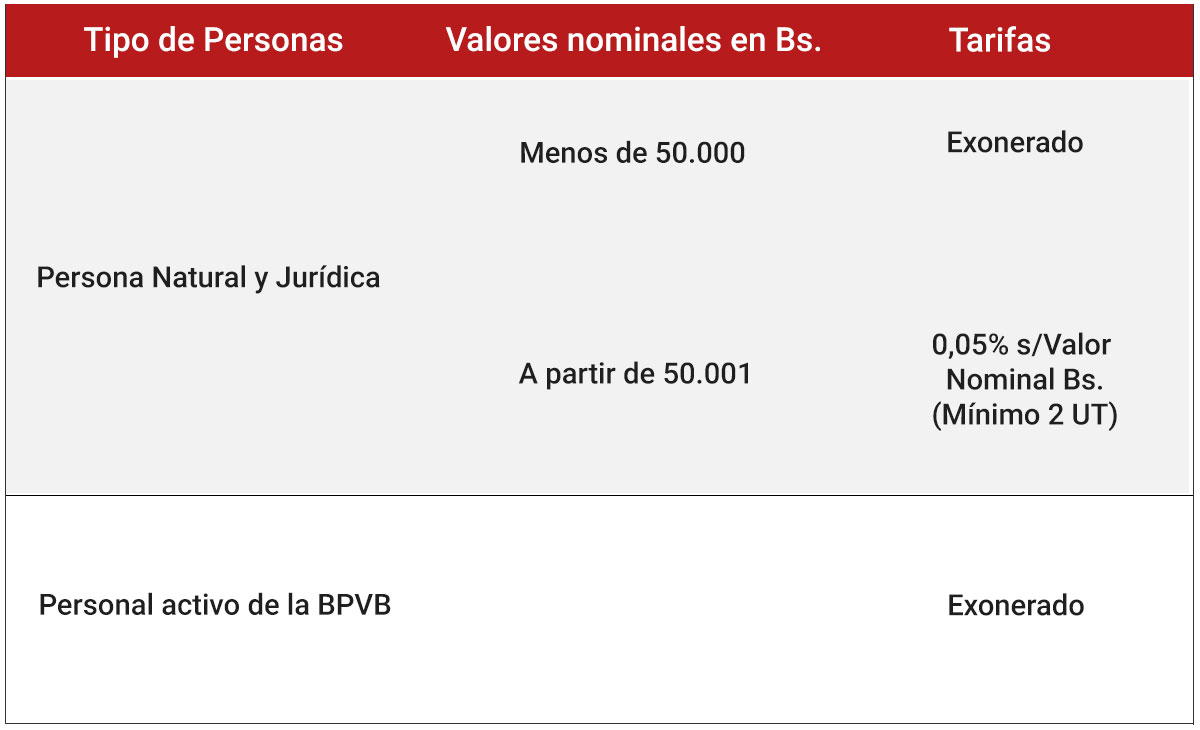 Tipo de Personas Valores nominales en Bs. Tarifas
Menos de 50.000 Exonerado
Persona Natural y Jurídica
A partir de 50.001
0,05% s/Valor
Nominal Bs.
(Mínimo 2 UT)
Personal activo de la BPVB Exonerado